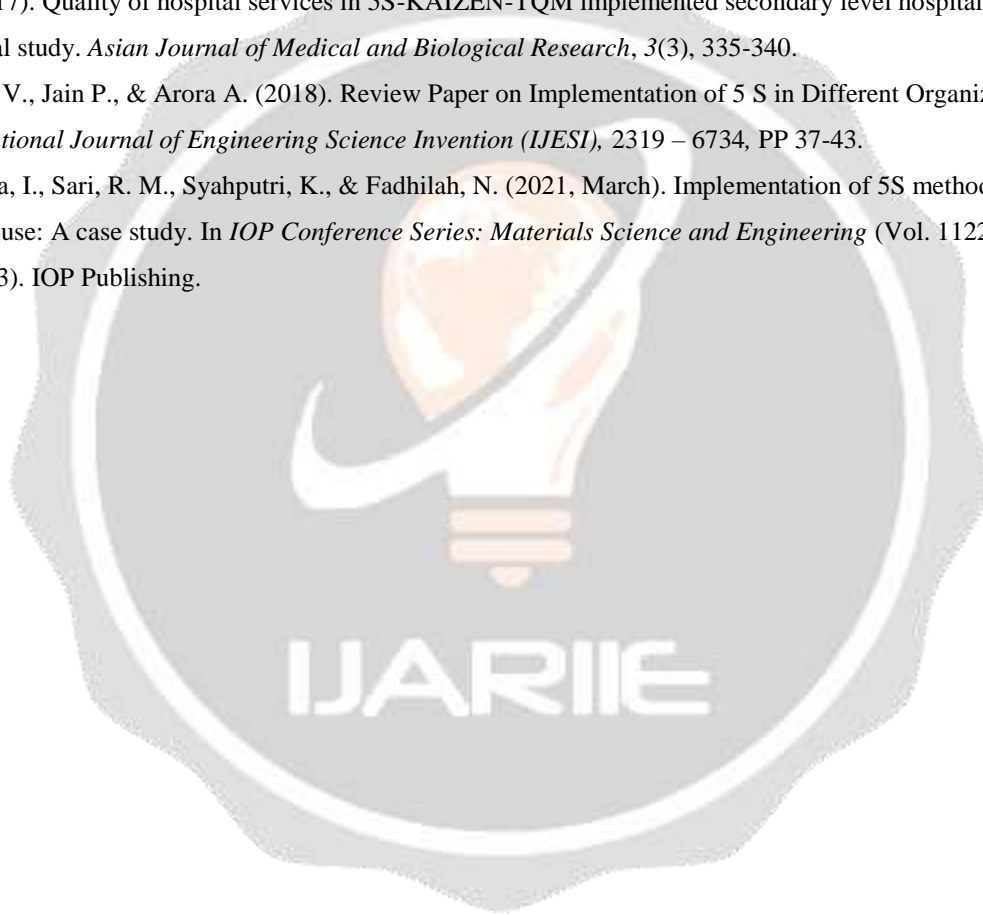 17). Quality of hospital services in 5S-KAIZEN-TQM implemented secondary level hospital
al study. Asian Journal of Medical and Biological Research, 3(3), 335-340.
V., Jain P., & Arora A. (2018). Review Paper on Implementation of 5 S in Different Organiz
tional Journal of Engineering Science Invention (IJESI), 2319 – 6734, PP 37-43.
a, I., Sari, R. M., Syahputri, K., & Fadhilah, N. (2021, March). Implementation of 5S method
use: A case study. In IOP Conference Series: Materials Science and Engineering (Vol. 1122
3). IOP Publishing.
IJARIIE